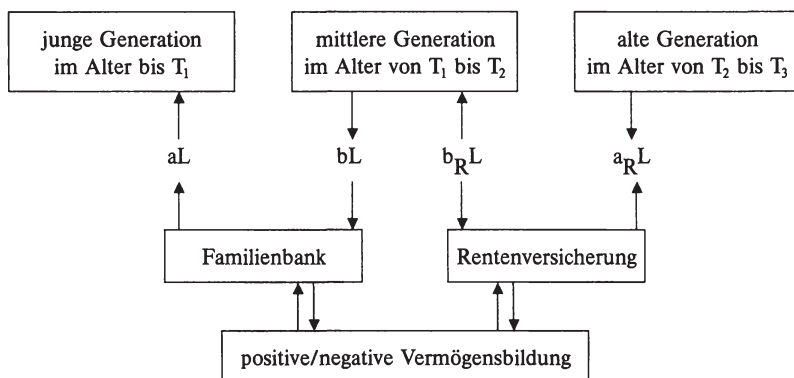 junge Generation
im Alter bis T₁
mittlere Generation
im Alter von T₁ bis T₂
alte Generation
im Alter von T₂ bis T₃
aL
bL
b_RL
a_RL
Familienbank
Rentenversicherung
positive/negative Vermögensbildung